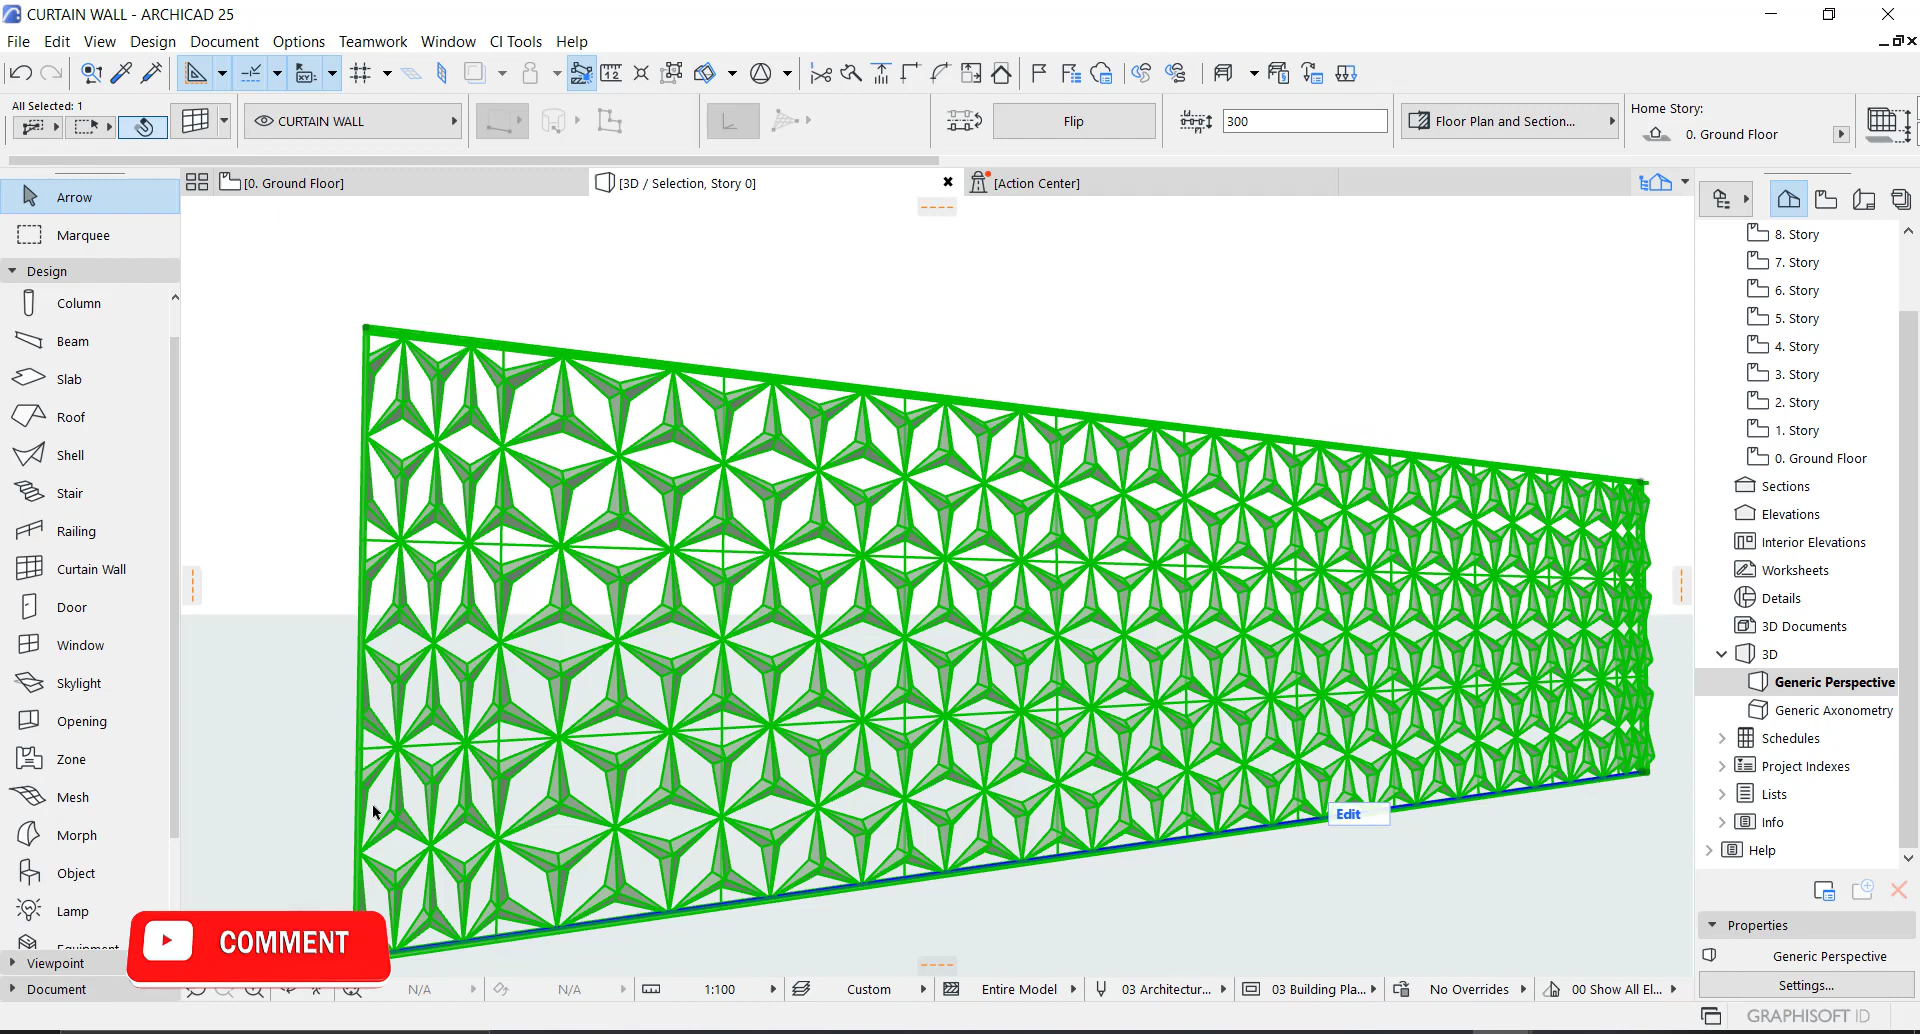 CURTAIN WALL - ARCHICAD 25
File Edit View Design Document Options Teamwork Window CI Tools Help
All Selected: 1
CURTAIN WALL
Flip
300
Floor Plan and Section...
Home Story:
0. Ground Floor
[0. Ground Floor]
[3D / Selection, Story 0]
[Action Center]
Arrow
Marquee
Design
Column
Beam
Slab
Roof
Shell
Stair
Railing
Curtain Wall
Door
Window
Skylight
Opening
Zone
Mesh
Morph
Object
Lamp
Equipment
Viewpoint
Document
Edit
COMMENT
8. Story
7. Story
6. Story
5. Story
4. Story
3. Story
2. Story
1. Story
0. Ground Floor
Sections
Elevations
Interior Elevations
Worksheets
Details
3D Documents
3D
Generic Perspective
Generic Axonometry
Schedules
Project Indexes
Lists
Info
Help
Properties
Generic Perspective
Settings...
N/A
N/A
1:100
Custom
Entire Model
03 Architectur...
03 Building Pla...
No Overrides
00 Show All El...
GRAPHISOFT ID